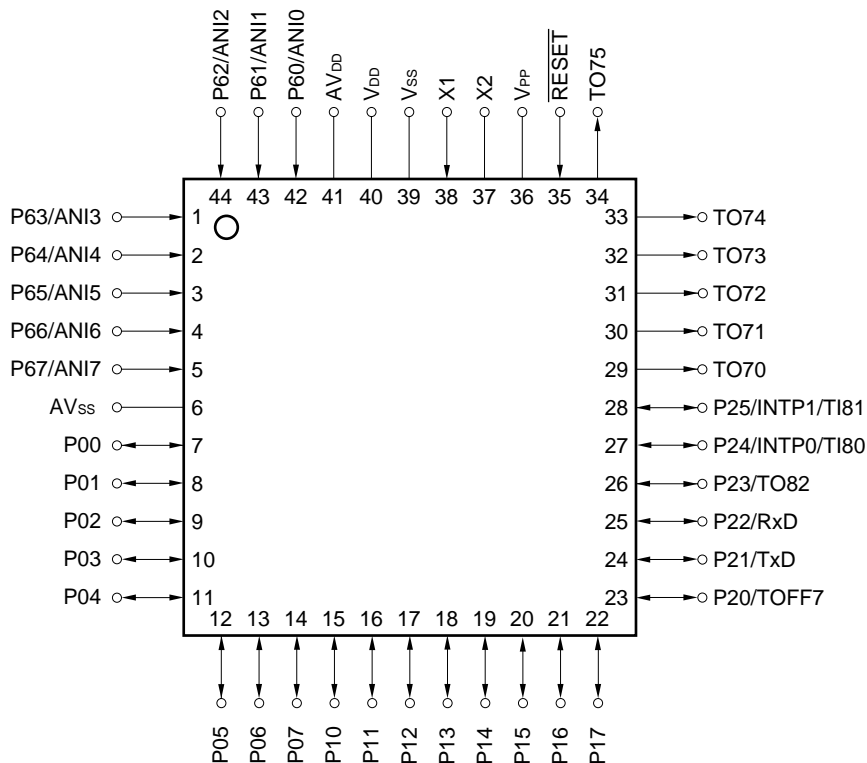 P62/ANI2
P61/ANI1
P60/ANI0
AVDD
VDD
VSS
X1
X2
VPP
RESET
TO75
44 43 42 41 40 39 38 37 36 35 34
P63/ANI3 1
P64/ANI4 2
P65/ANI5 3
P66/ANI6 4
P67/ANI7 5
AVSS 6
P00 7
P01 8
P02 9
P03 10
P04 11
33 TO74
32 TO73
31 TO72
30 TO71
29 TO70
28 P25/INTP1/TI81
27 P24/INTP0/TI80
26 P23/TO82
25 P22/RxD
24 P21/TxD
23 P20/TOFF7
12 13 14 15 16 17 18 19 20 21 22
P05
P06
P07
P10
P11
P12
P13
P14
P15
P16
P17